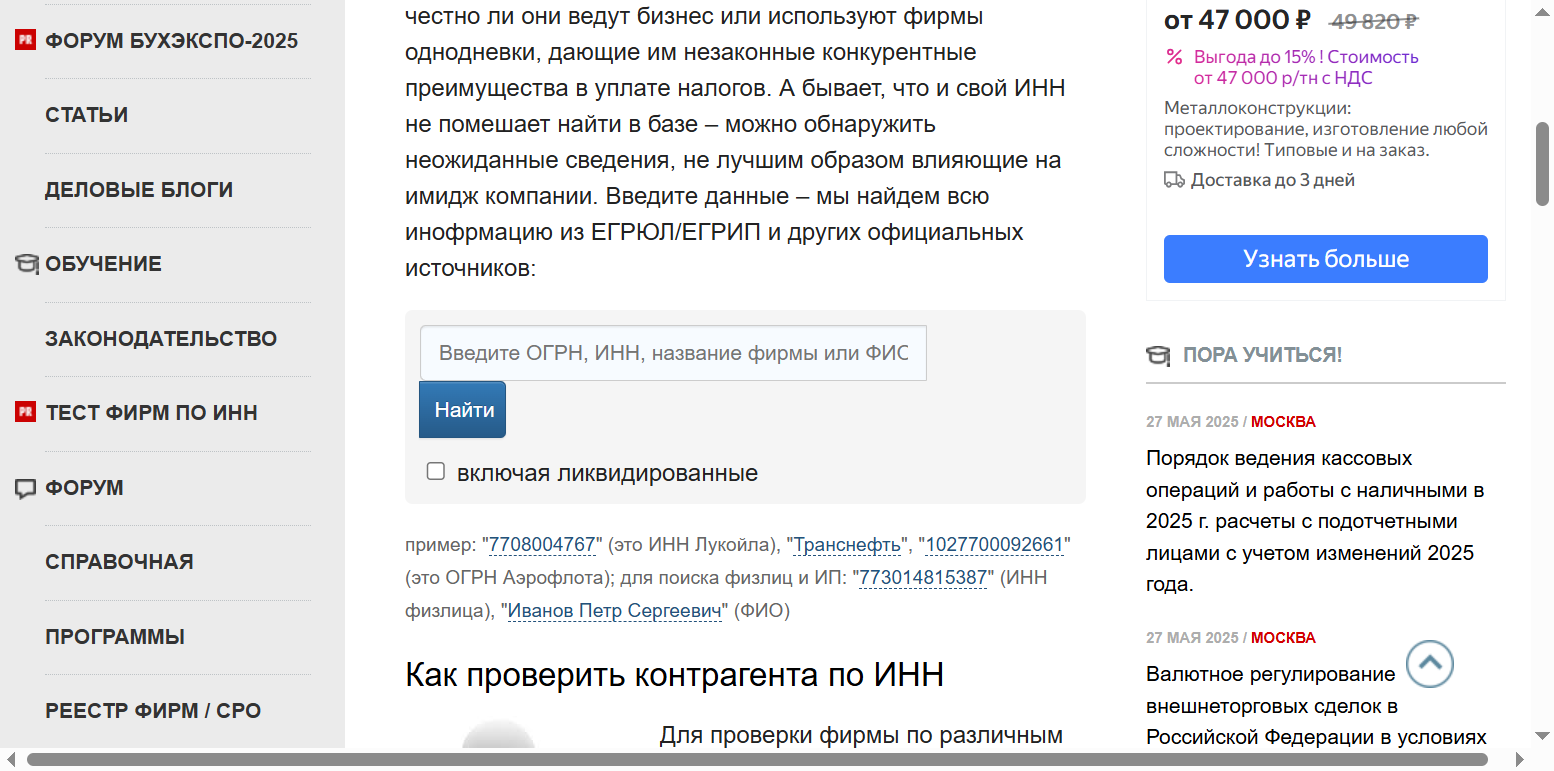 PR ФОРУМ БУХЭКСПО-2025
СТАТЬИ
ДЕЛОВЫЕ БЛОГИ
ОБУЧЕНИЕ
ЗАКОНОДАТЕЛЬСТВО
PR ТЕСТ ФИРМ ПО ИНН
ФОРУМ
СПРАВОЧНАЯ
ПРОГРАММЫ
РЕЕСТР ФИРМ / СРО
честно ли они ведут бизнес или используют фирмы
однодневки, дающие им незаконные конкурентные
преимущества в уплате налогов. А бывает, что и свой ИНН
не помешает найти в базе – можно обнаружить
неожиданные сведения, не лучшим образом влияющие на
имидж компании. Введите данные – мы найдем всю
инофрмацию из ЕГРЮЛ/ЕГРИП и других официальных
источников:
Введите ОГРН, ИНН, название фирмы или ФИО
Найти
включая ликвидированные
пример: "7708004767" (это ИНН Лукойла), "Транснефть", "1027700092661"
(это ОГРН Аэрофлота); для поиска физлиц и ИП: "773014815387" (ИНН
физлица), "Иванов Петр Сергеевич" (ФИО)
Как проверить контрагента по ИНН
Для проверки фирмы по различным
от 47 000 ₽ 49 820 ₽
% Выгода до 15% ! Стоимость
от 47 000 р/тн с НДС
Металлоконструкции:
проектирование, изготовление любой
сложности! Типовые и на заказ.
Доставка до 3 дней
Узнать больше
ПОРА УЧИТЬСЯ!
27 МАЯ 2025 / МОСКВА
Порядок ведения кассовых
операций и работы с наличными в
2025 г. расчеты с подотчетными
лицами с учетом изменений 2025
года.
27 МАЯ 2025 / МОСКВА
Валютное регулирование
внешнеторговых сделок в
Российской Федерации в условиях